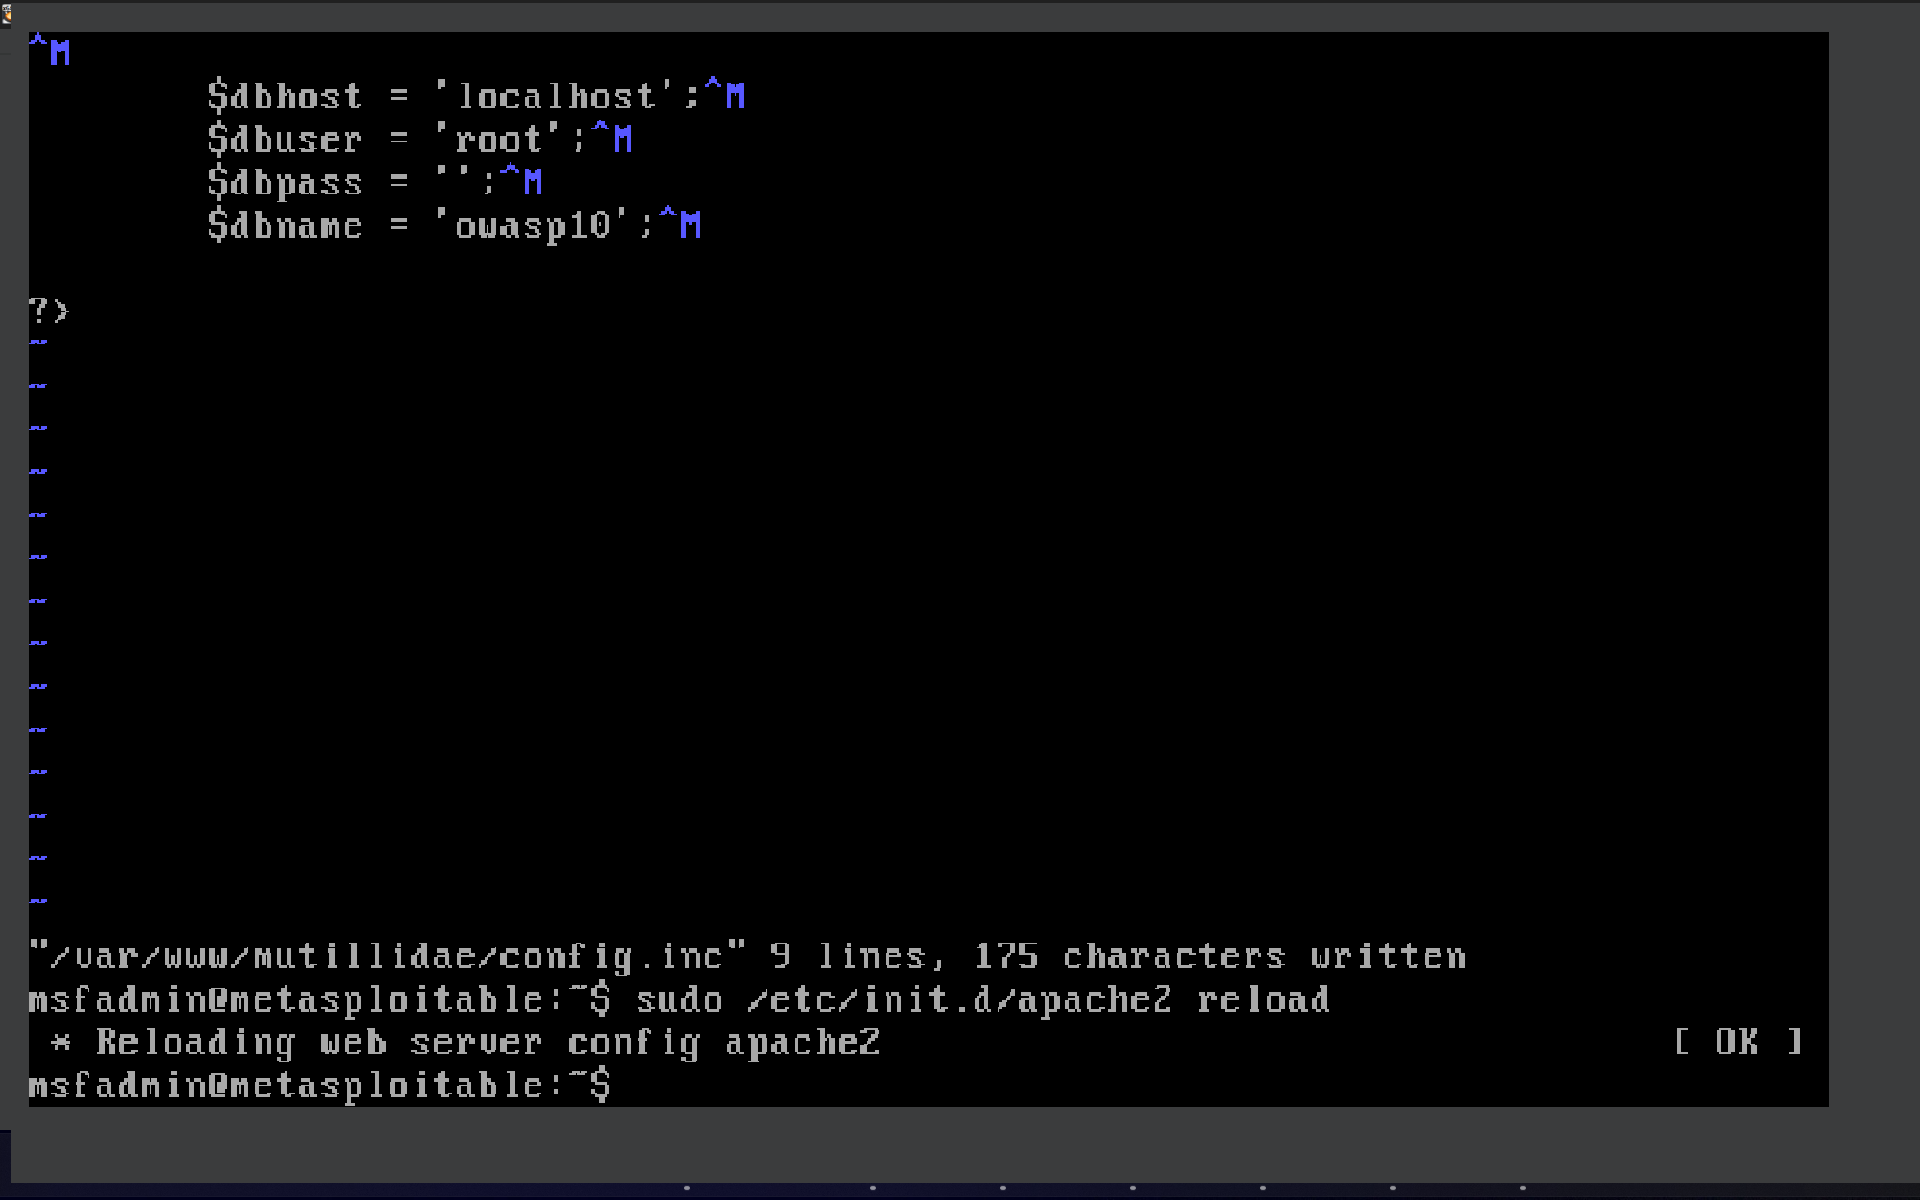 ^M
$dbhost = 'localhost';^M
$dbuser = 'root';^M
$dbpass = '';^M
$dbname = 'owasp10';^M
?>
~
~
~
~
~
~
~
~
~
~
~
~
~
~
"/var/www/mutillidae/config.inc" 9 lines, 175 characters written
msfadmin@metasploitable:~$ sudo /etc/init.d/apache2 reload
 * Reloading web server config apache2 [ OK ]
msfadmin@metasploitable:~$